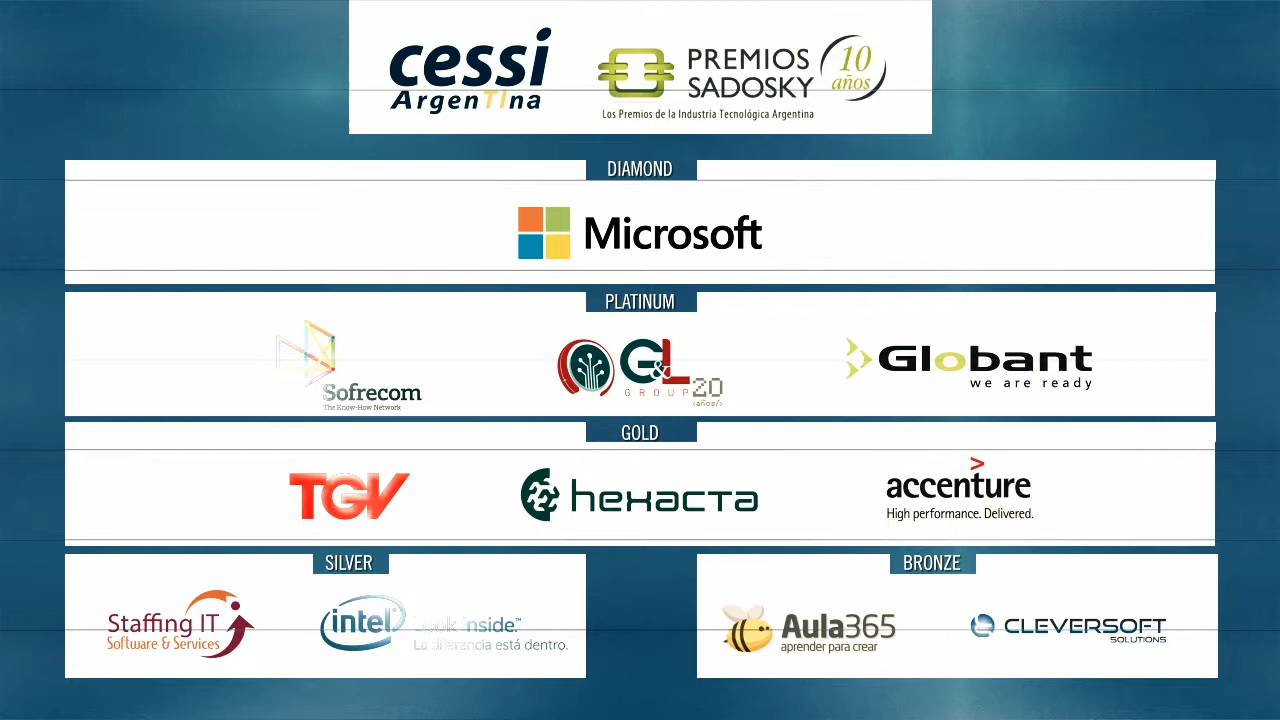 cessi
ArgenTIna
PREMIOS
SADOSKY
10
años
Los Premios de la Industria Tecnológica Argentina
DIAMOND
Microsoft
PLATINUM
Sofrecom
The Know-How Network
G&L
GROUP
20
<años/>
Globant
we are ready
GOLD
TGV
hexacta
accenture
High performance. Delivered.
SILVER
Staffing IT
Software & Services
intel
Look inside.™
La diferencia está dentro.
BRONZE
Aula365
aprender para crear
CLEVERSOFT
SOLUTIONS